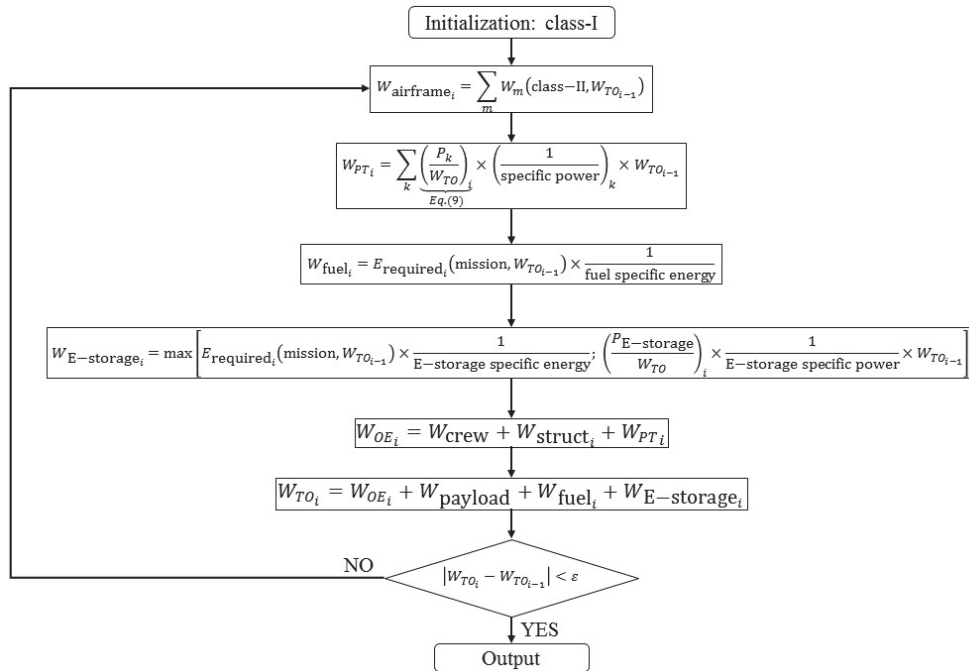 Initialization: class-I
W_airframe_i = ∑_m W_m(class−II, W_TO_i−1)
W_PT_i = ∑_k (P_k/W_TO)_i × (1/specific power)_k × W_TO_i−1
Eq.(9)
W_fuel_i = E_required_i(mission, W_TO_i−1) × 1/fuel specific energy
W_E−storage_i = max[E_required_i(mission, W_TO_i−1) × 1/E−storage specific energy; (P_E−storage/W_TO)_i × 1/E−storage specific power × W_TO_i−1]
W_OE_i = W_crew + W_struct_i + W_PT_i
W_TO_i = W_OE_i + W_payload + W_fuel_i + W_E−storage_i
NO
|W_TO_i − W_TO_i−1| < ε
YES
Output